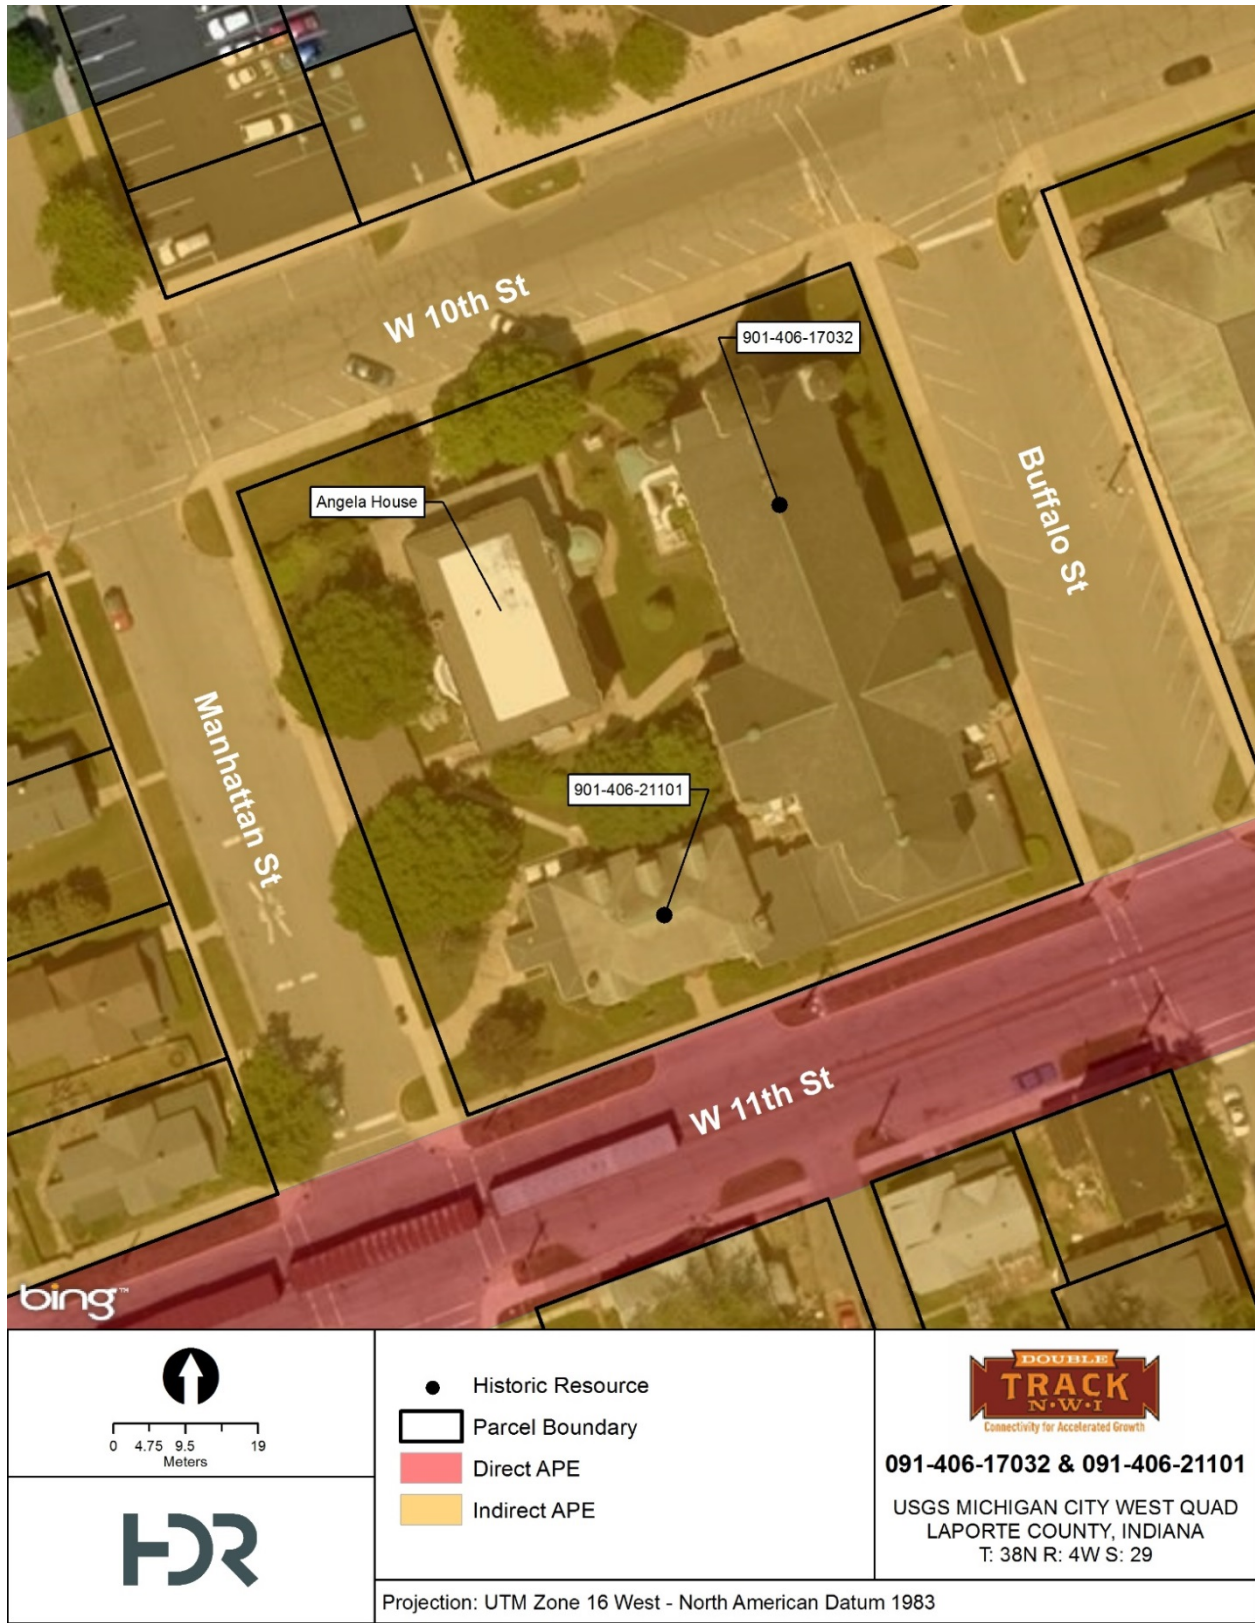 W 10th St
901-406-17032
Angela House
Buffalo St
Manhattan St
901-406-21101
W 11th St
bing™
0 4.75 9.5 19
Meters
HDR
Historic Resource
Parcel Boundary
Direct APE
Indirect APE
DOUBLE
TRACK
N·W·I
Connectivity for Accelerated Growth
091-406-17032 & 091-406-21101
USGS MICHIGAN CITY WEST QUAD
LAPORTE COUNTY, INDIANA
T: 38N R: 4W S: 29
Projection: UTM Zone 16 West - North American Datum 1983